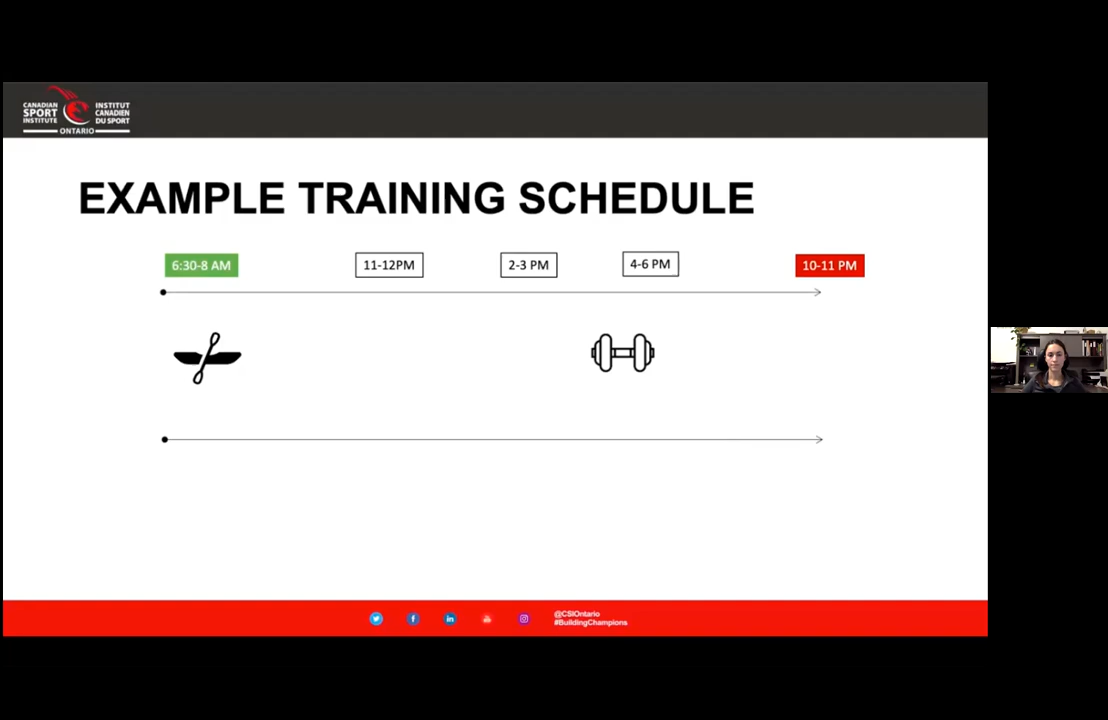 CANADIAN
SPORT
INSTITUTE
INSTITUT
CANADIEN
DU SPORT
ONTARIO
EXAMPLE TRAINING SCHEDULE
6:30-8 AM
11-12PM
2-3 PM
4-6 PM
10-11 PM
@CSIOntario
#BuildingChampions